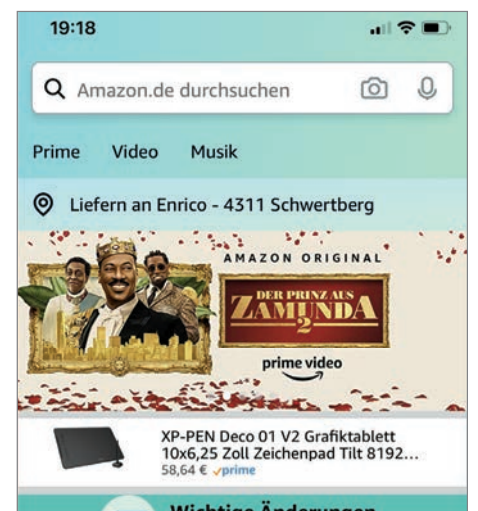 19:18
Amazon.de durchsuchen
Prime Video Musik
Liefern an Enrico - 4311 Schwertberg
AMAZON ORIGINAL
DER PRINZ AUS
ZAMUNDA
2
prime video
XP-PEN Deco 01 V2 Grafiktablett
10x6,25 Zoll Zeichenpad Tilt 8192...
58,64 € prime
Wichtige Änderungen